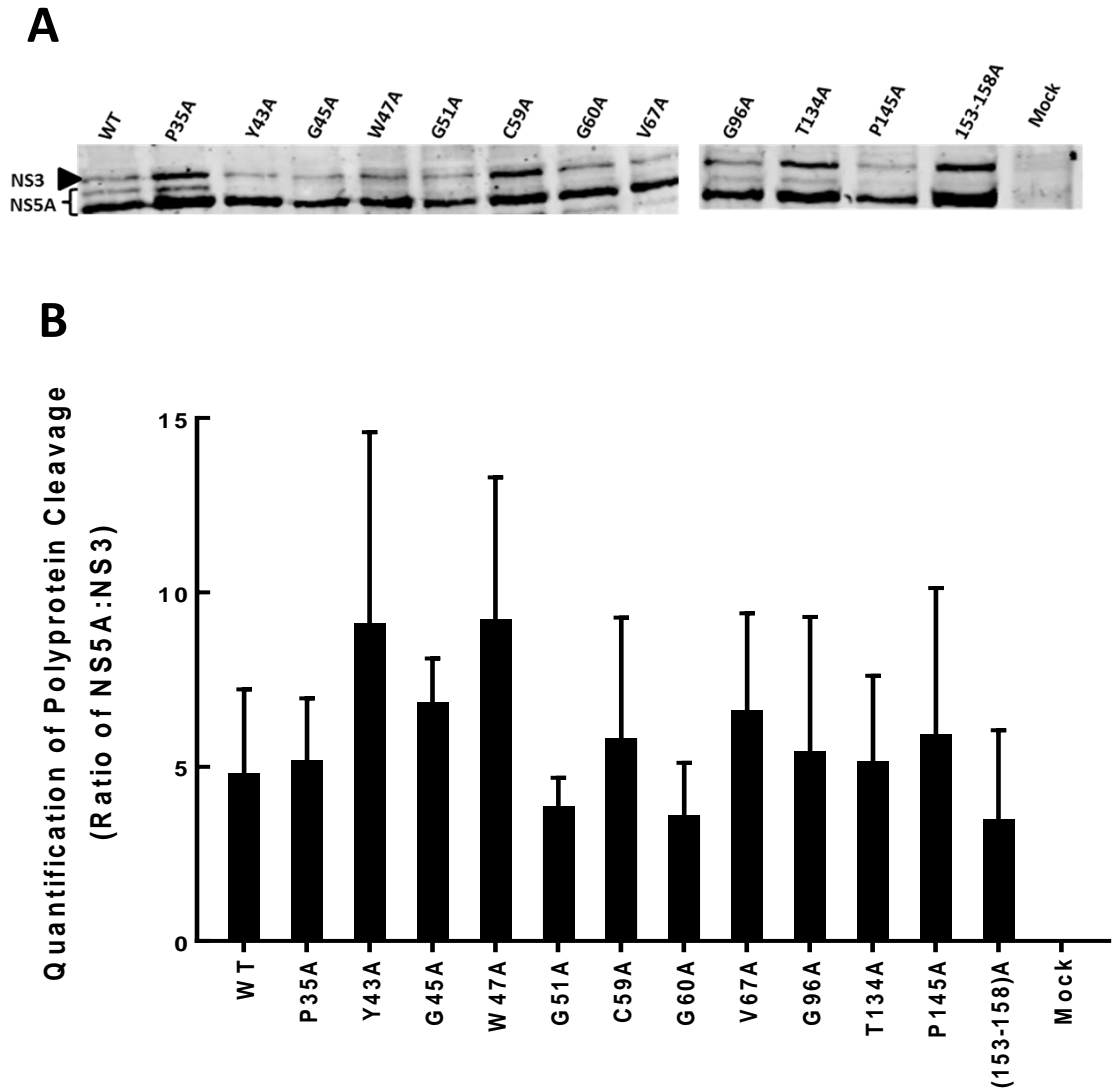 A
WT P35A Y43A G45A W47A G51A C59A G60A V67A G96A T134A P145A 153-158A Mock
NS3
NS5A
B
Quantification of Polyprotein Cleavage
(Ratio of NS5A:NS3)
15
10
5
0
WT P35A Y43A G45A W47A G51A C59A G60A V67A G96A T134A P145A (153-158)A Mock